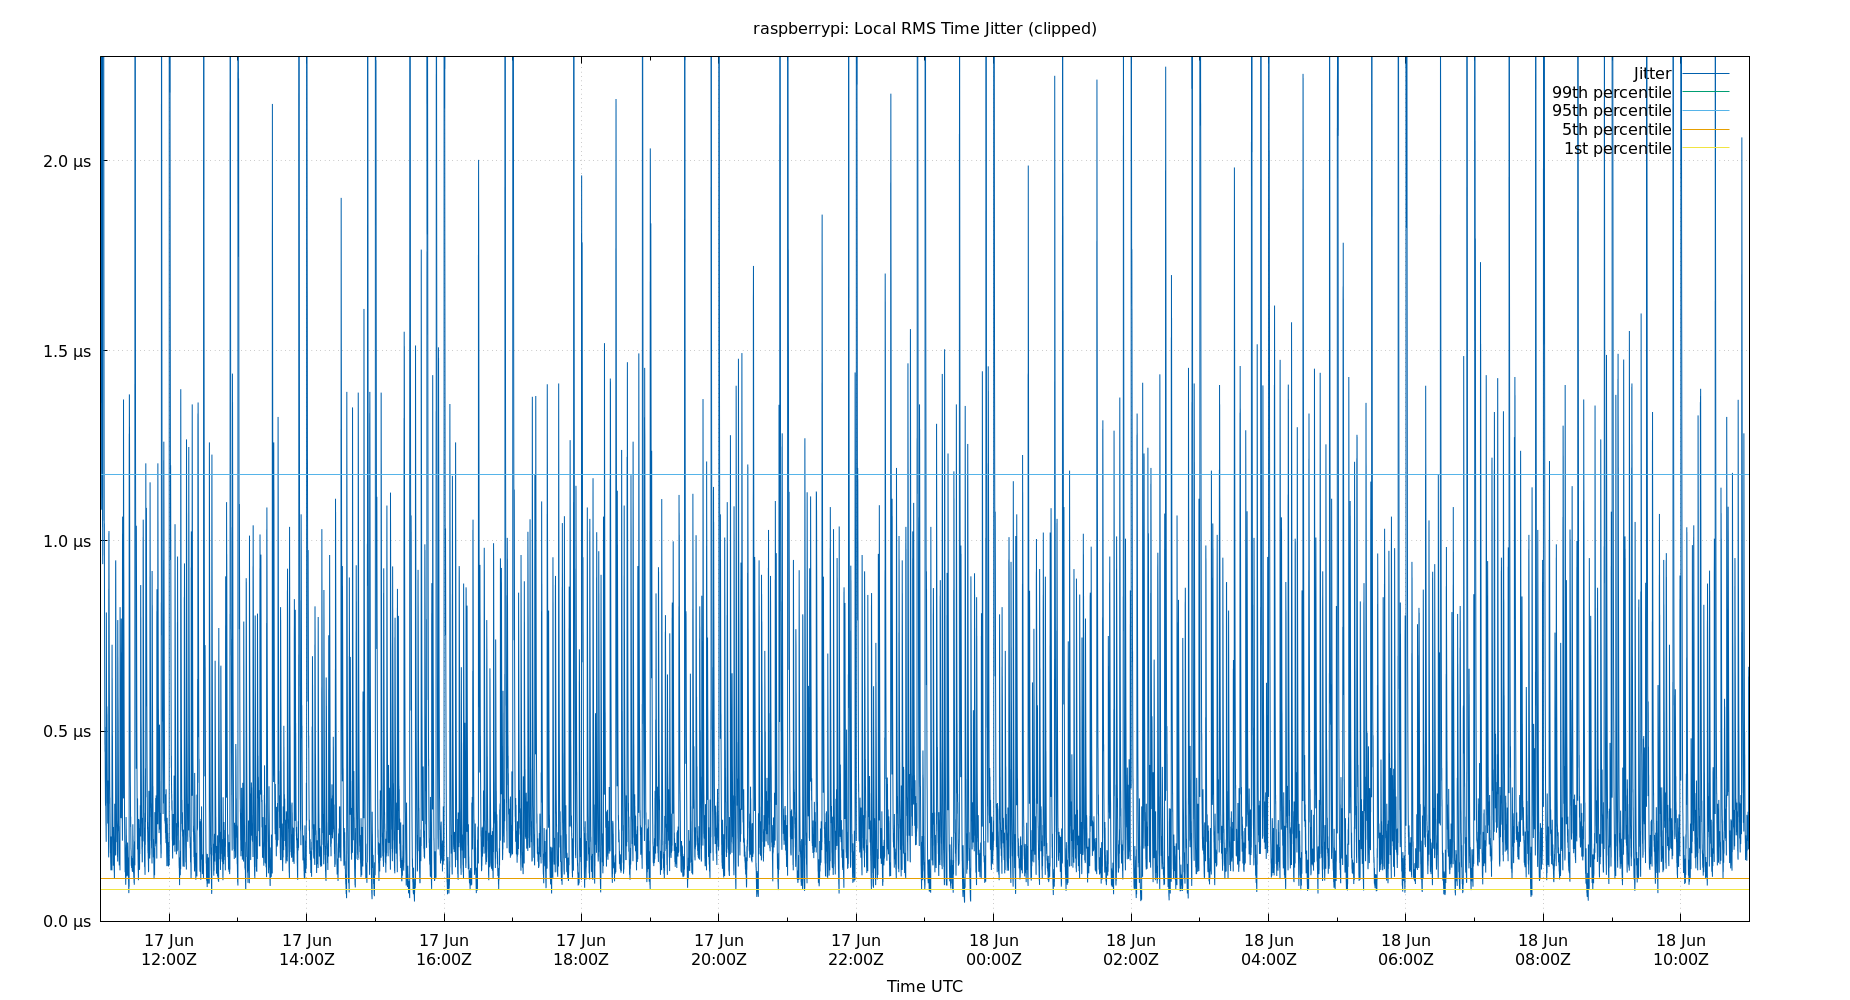 raspberrypi: Local RMS Time Jitter (clipped)
Jitter
99th percentile
95th percentile
5th percentile
1st percentile
2.0 µs
1.5 µs
1.0 µs
0.5 µs
0.0 µs
17 Jun 17 Jun 17 Jun 17 Jun 17 Jun 17 Jun 18 Jun 18 Jun 18 Jun 18 Jun 18 Jun 18 Jun
12:00Z 14:00Z 16:00Z 18:00Z 20:00Z 22:00Z 00:00Z 02:00Z 04:00Z 06:00Z 08:00Z 10:00Z
Time UTC